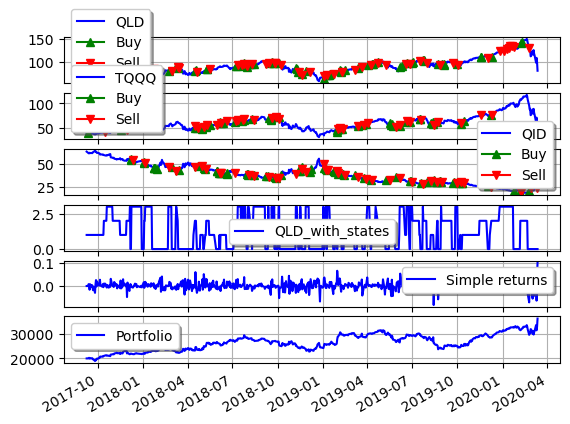 QLD
Buy
Sell
150
100
TQQQ
Buy
Sell
100
50
QID
Buy
Sell
50
25
2.5
0.0
QLD_with_states
0.1
0.0
Simple returns
30000
20000
Portfolio
2017-10 2018-01 2018-04 2018-07 2018-10 2019-01 2019-04 2019-07 2019-10 2020-01 2020-04